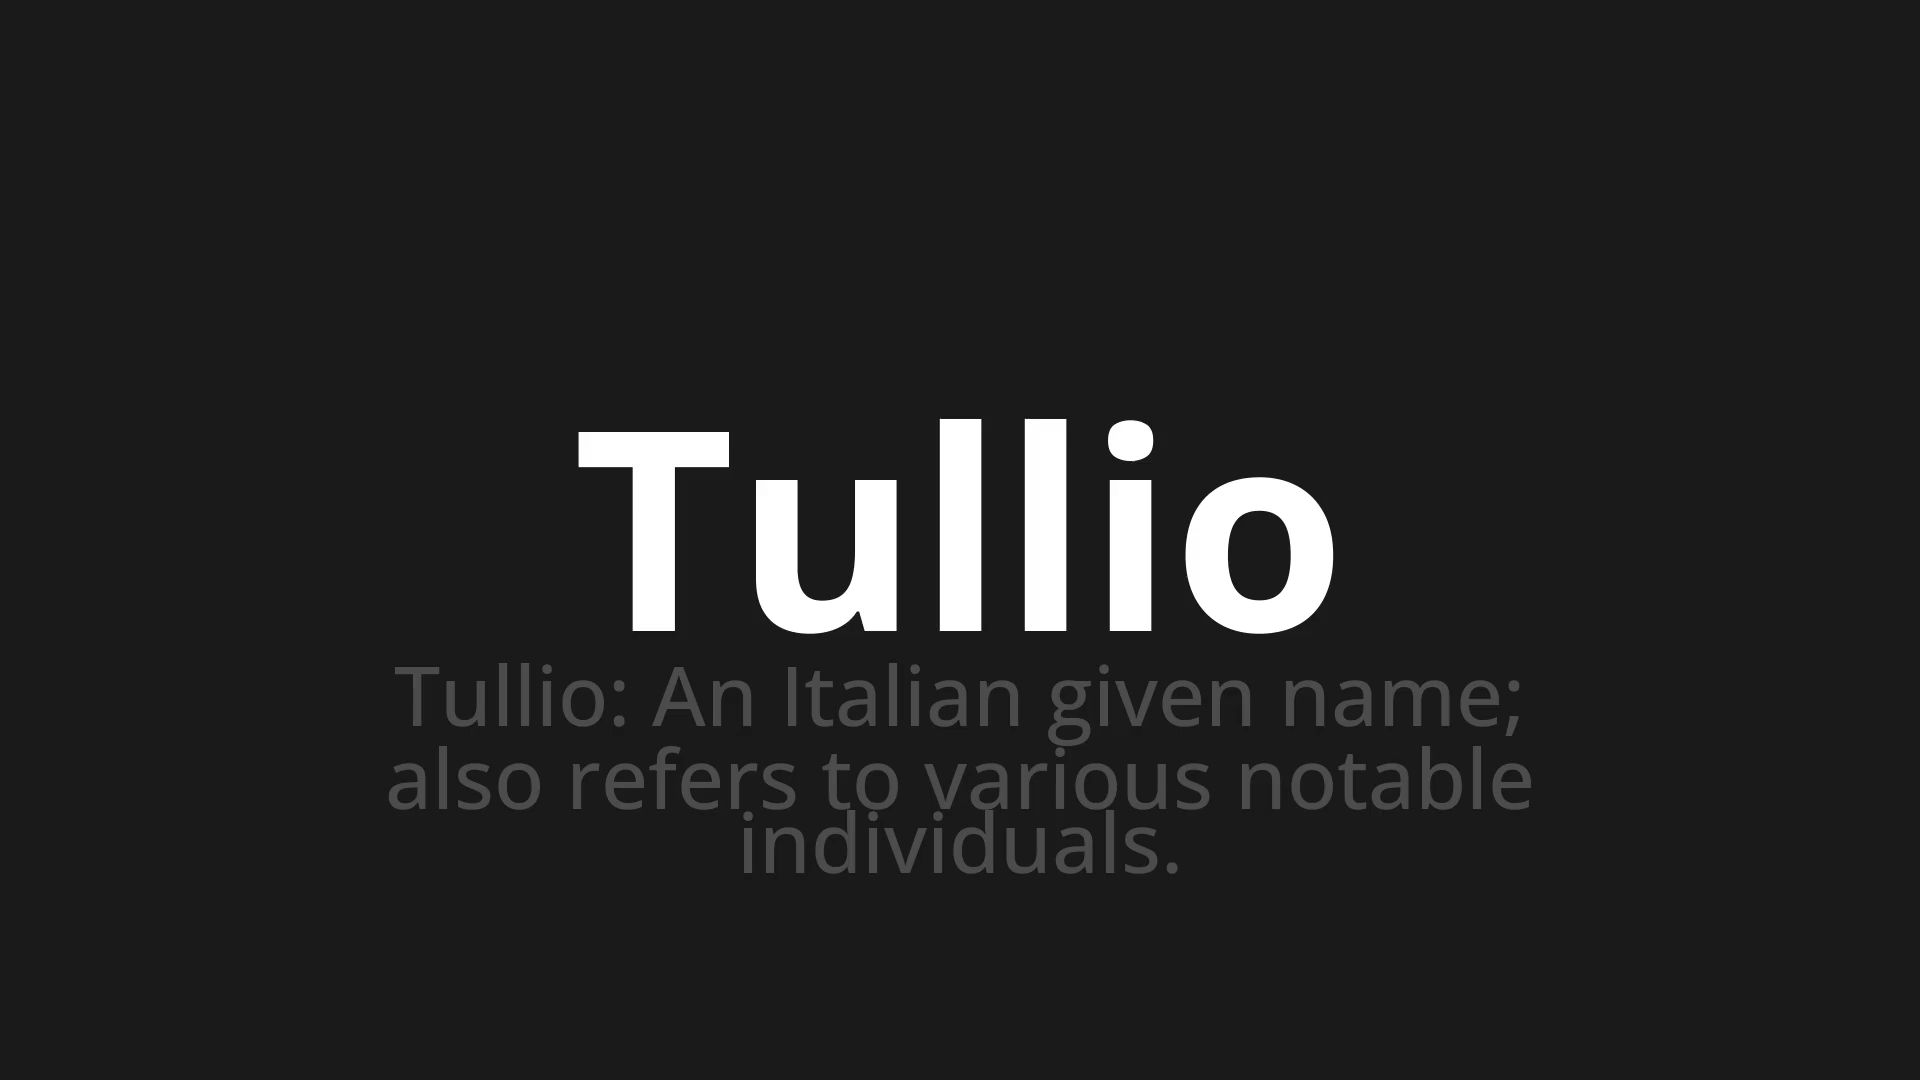 Tullio
Tullio: An Italian given name;
also refers to various notable
individuals.